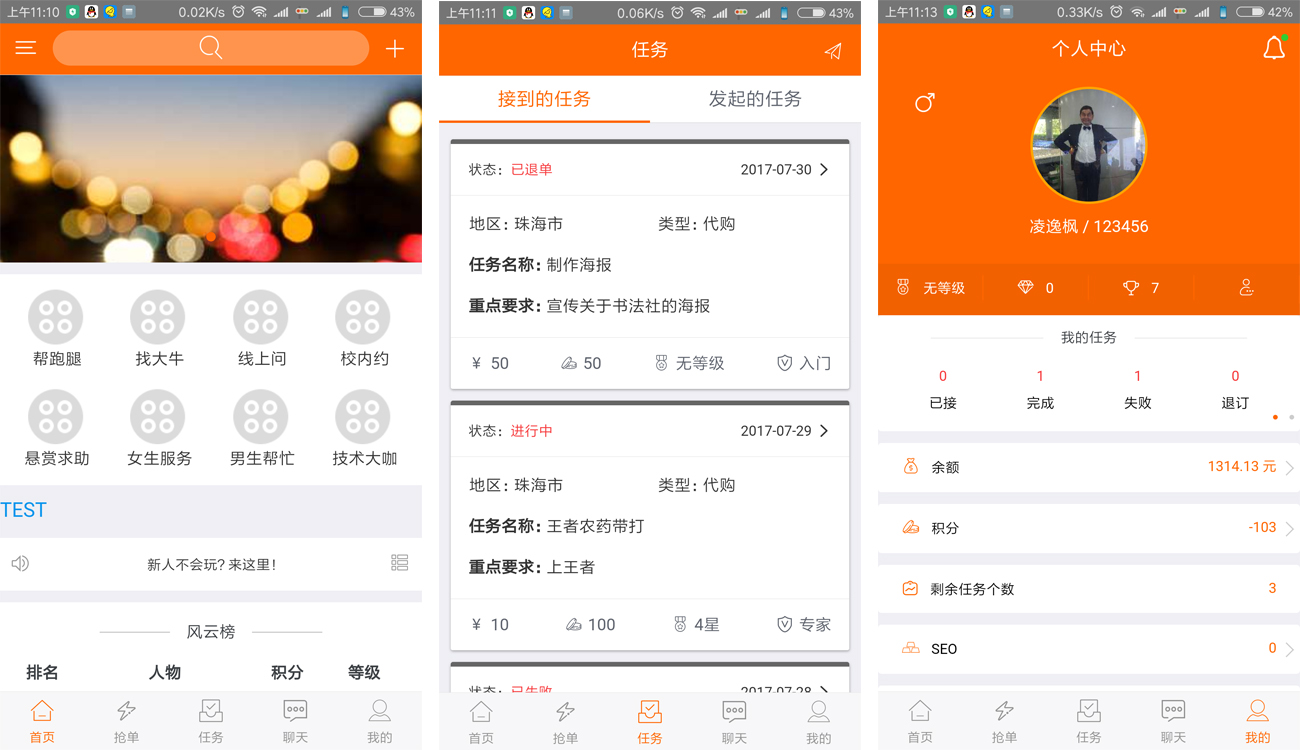 上午11:10 0.02K/s 43%
帮跑腿 找大牛 线上问 校内约
悬赏求助 女生服务 男生帮忙 技术大咖
TEST
新人不会玩? 来这里!
风云榜
排名 人物 积分 等级
首页 抢单 任务 聊天 我的
上午11:11 0.06K/s 43%
任务
接到的任务 发起的任务
状态: 已退单 2017-07-30
地区: 珠海市 类型: 代购
任务名称: 制作海报
重点要求: 宣传关于书法社的海报
¥ 50 50 无等级 入门
状态: 进行中 2017-07-29
地区: 珠海市 类型: 代购
任务名称: 王者农药带打
重点要求: 上王者
¥ 10 100 4星 专家
状态: 已失败 2017-07-28
首页 抢单 任务 聊天 我的
上午11:13 0.33K/s 42%
个人中心
凌逸枫 / 123456
无等级 0 7
我的任务
0 1 1 0
已接 完成 失败 退订
余额 1314.13 元
积分 -103
剩余任务个数 3
SEO 0
首页 抢单 任务 聊天 我的